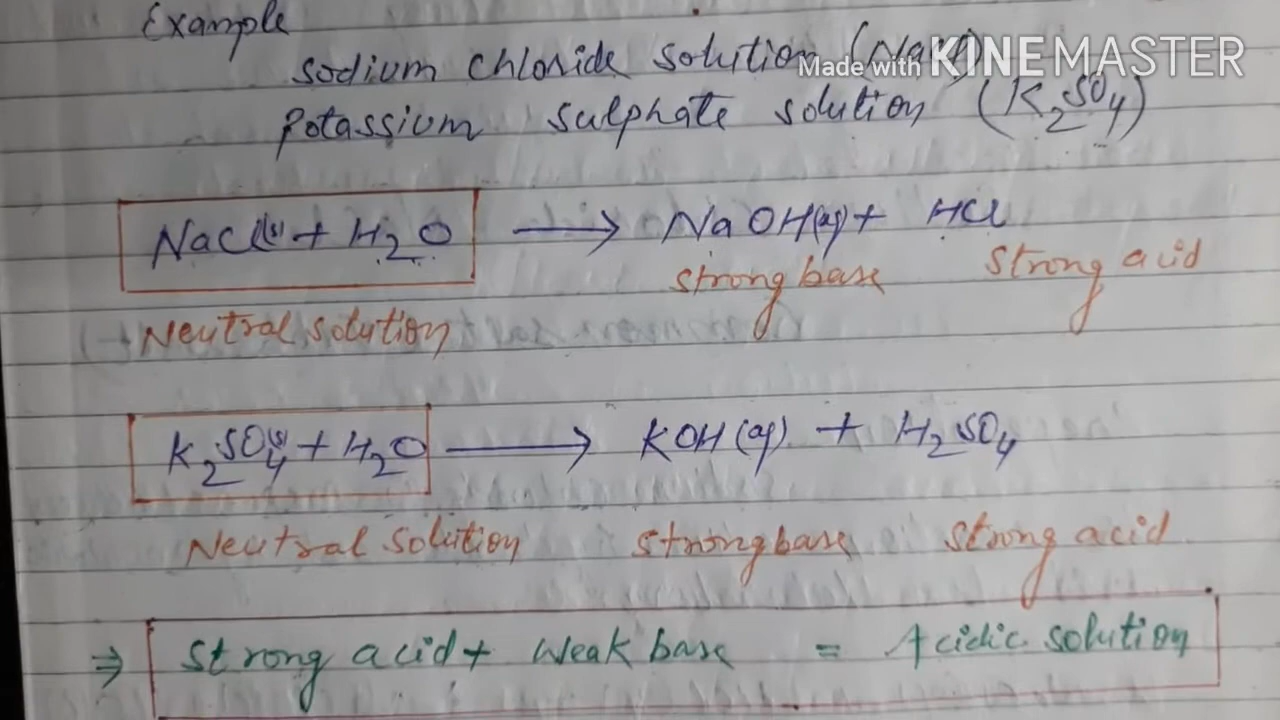 Example
sodium chloride solution (NaCl)
Made with KINEMASTER
Potassium sulphate solution (K2SO4)
NaCl(s) + H2O → NaOH(aq) + HCl
strong base strong acid
Neutral solution
K2SO4(s) + H2O → KOH(aq) + H2SO4
Neutral solution strong base strong acid
⇒ Strong acid + Weak base = Acidic solution